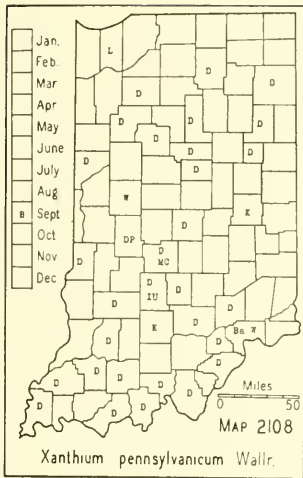 Jan.
Feb.
Mar
Apr
May
June
July
Aug
B Sept
Oct
Nov
Dec
L
D
D D
D
D D
D D
D
D D
D
W
K
D
DP
D
MC
D
IU D
D
K
D
Ba W
D
D
D
D D D
D D
D D
D D D
Miles
0 50
MAP 2108
Xanthium pennsylvanicum Wallr.